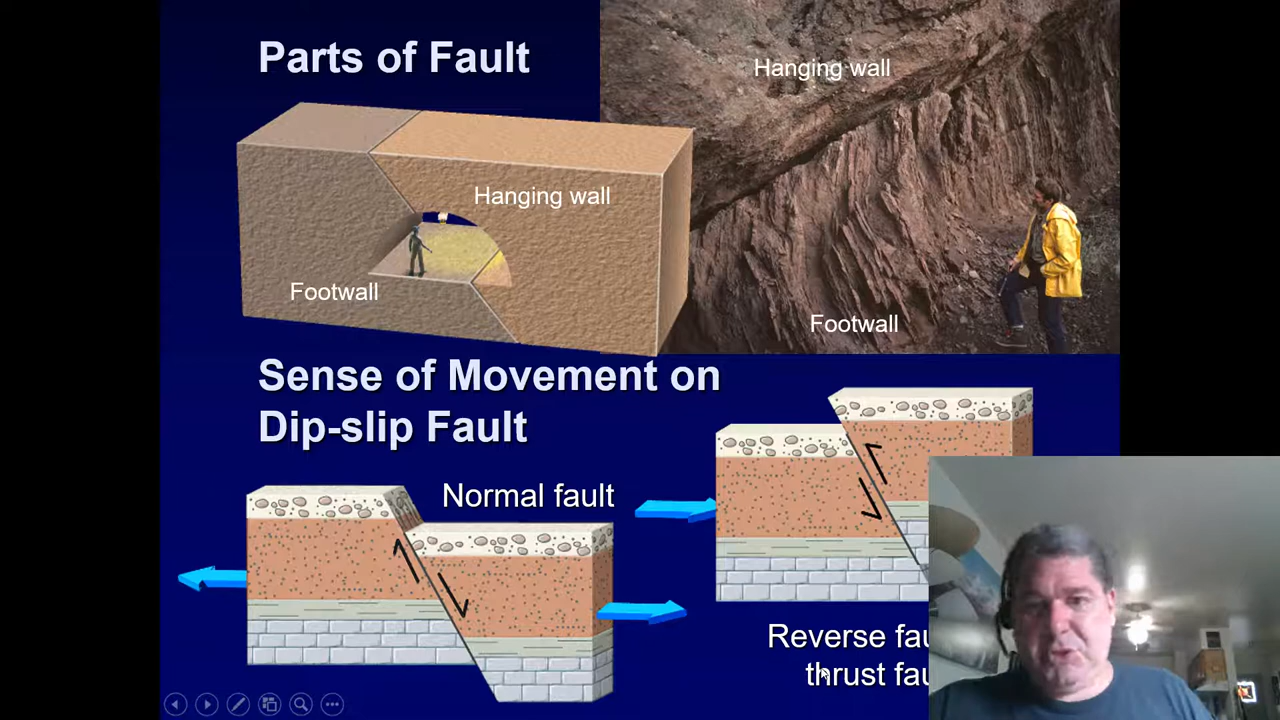 Parts of Fault
Hanging wall
Hanging wall
Footwall
Footwall
Sense of Movement on
Dip-slip Fault
Normal fault
Reverse fau
thrust fau